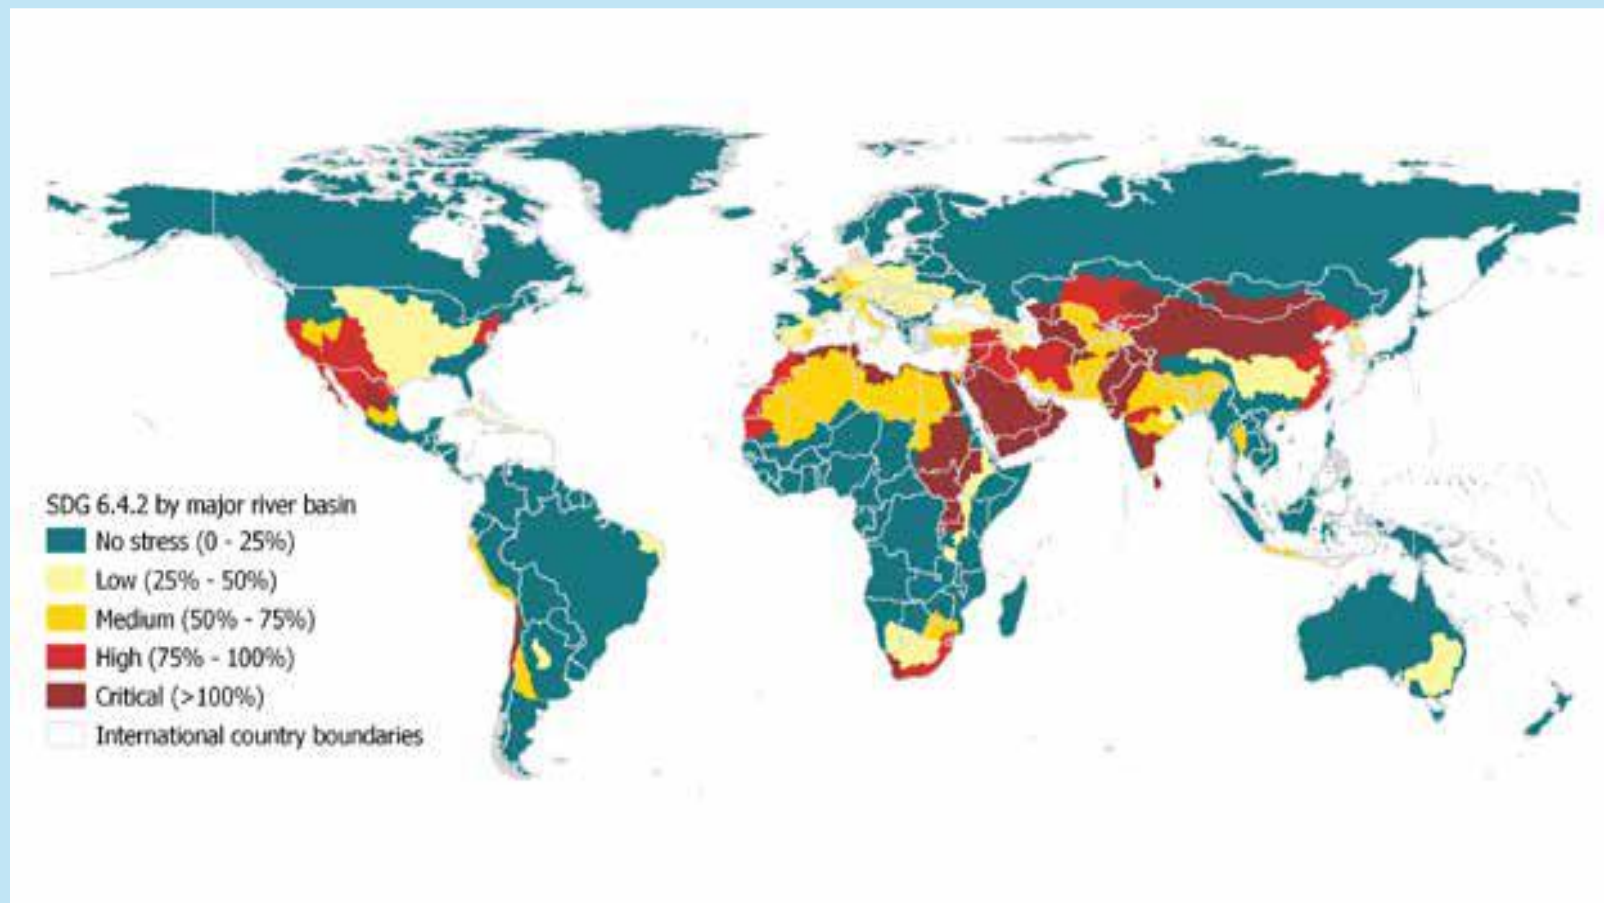 SDG 6.4.2 by major river basin
No stress (0 - 25%)
Low (25% - 50%)
Medium (50% - 75%)
High (75% - 100%)
Critical (>100%)
International country boundaries